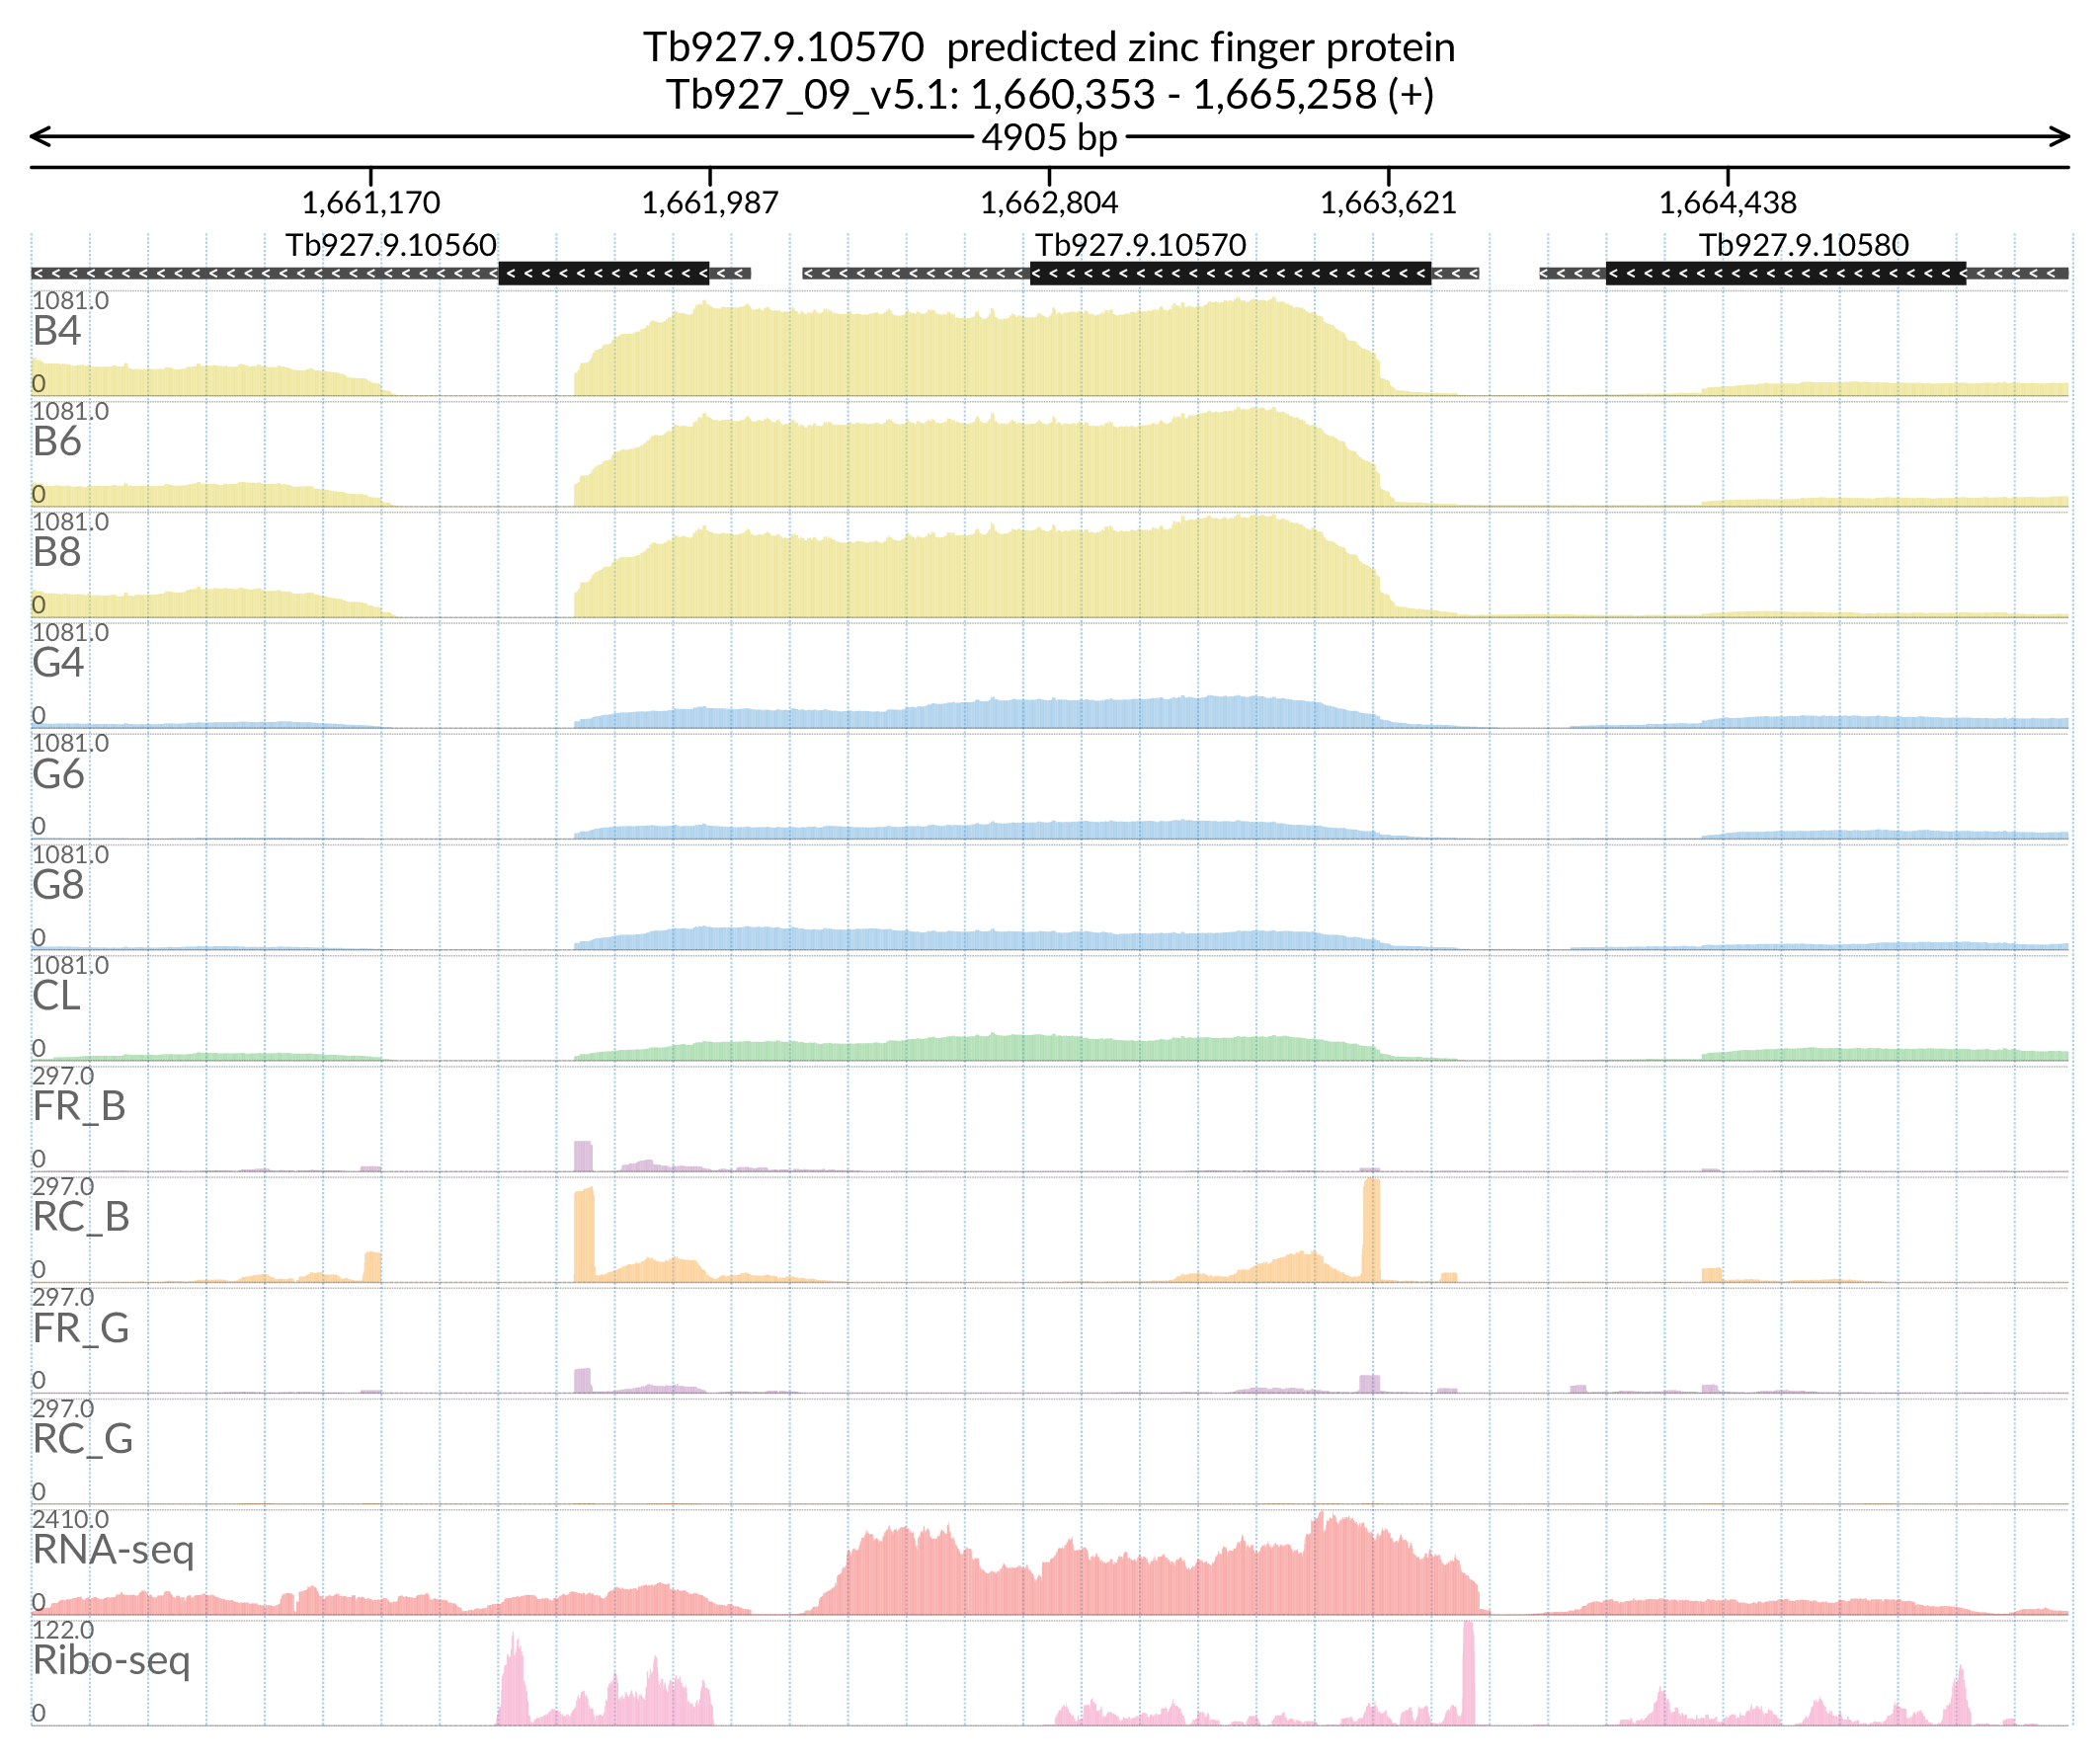 Tb927.9.10570 predicted zinc finger protein
Tb927_09_v5.1: 1,660,353 - 1,665,258 (+)
4905 bp
1,661,170 1,661,987 1,662,804 1,663,621 1,664,438
Tb927.9.10560 Tb927.9.10570 Tb927.9.10580
1081.0
B4
0
1081.0
B6
0
1081.0
B8
0
1081.0
G4
0
1081.0
G6
0
1081.0
G8
0
1081.0
CL
0
297.0
FR_B
0
297.0
RC_B
0
297.0
FR_G
0
297.0
RC_G
0
2410.0
RNA-seq
0
122.0
Ribo-seq
0